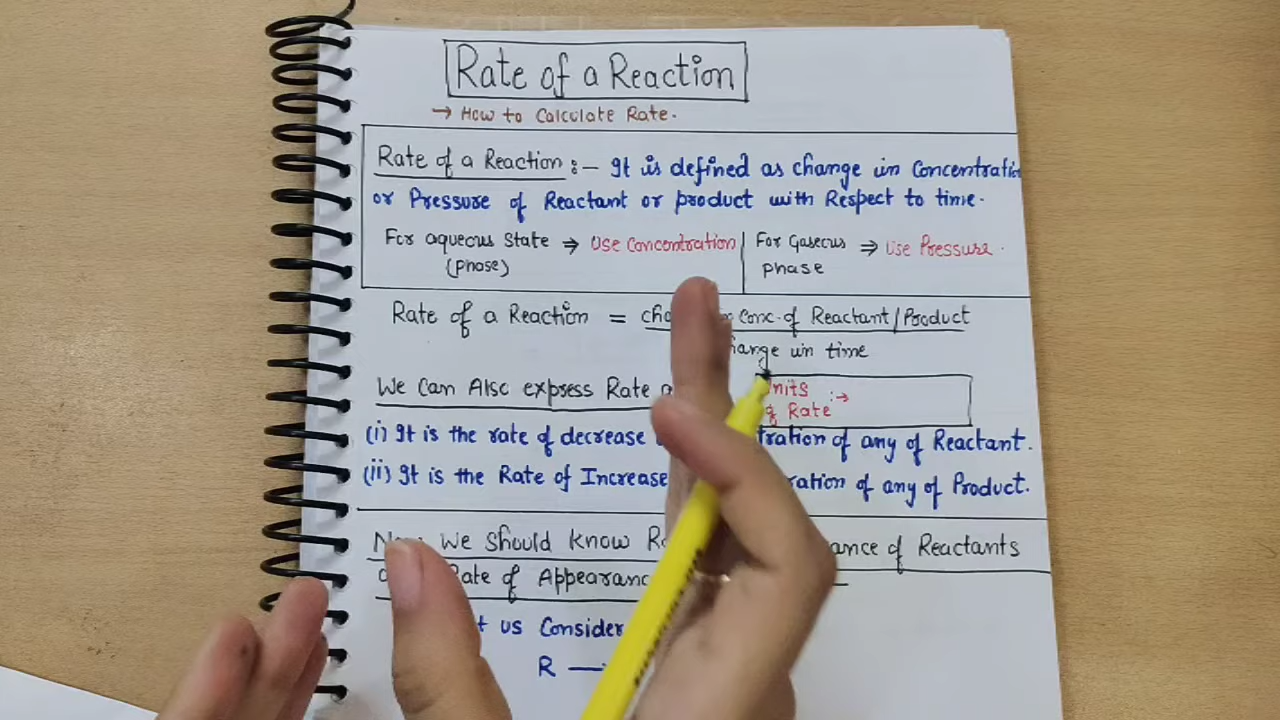 Rate of a Reaction
→ How to Calculate Rate.
Rate of a Reaction :- It is defined as change in Concentratio
or Pressure of Reactant or product with Respect to time.
For aqueous State ⇒ Use Concentration
(Phase)
For Gaseous ⇒ Use Pressure.
phase
Rate of a Reaction = Conc. of Reactant/Product
hange in time
We Can Also express Rate
nits
Rate :→
(i) It is the rate of decrease tration of any of Reactant.
(ii) It is the Rate of Increase ration of any of Product.
We Should Know ance of Reactants
ate of Appearanc
t us Consider
R —